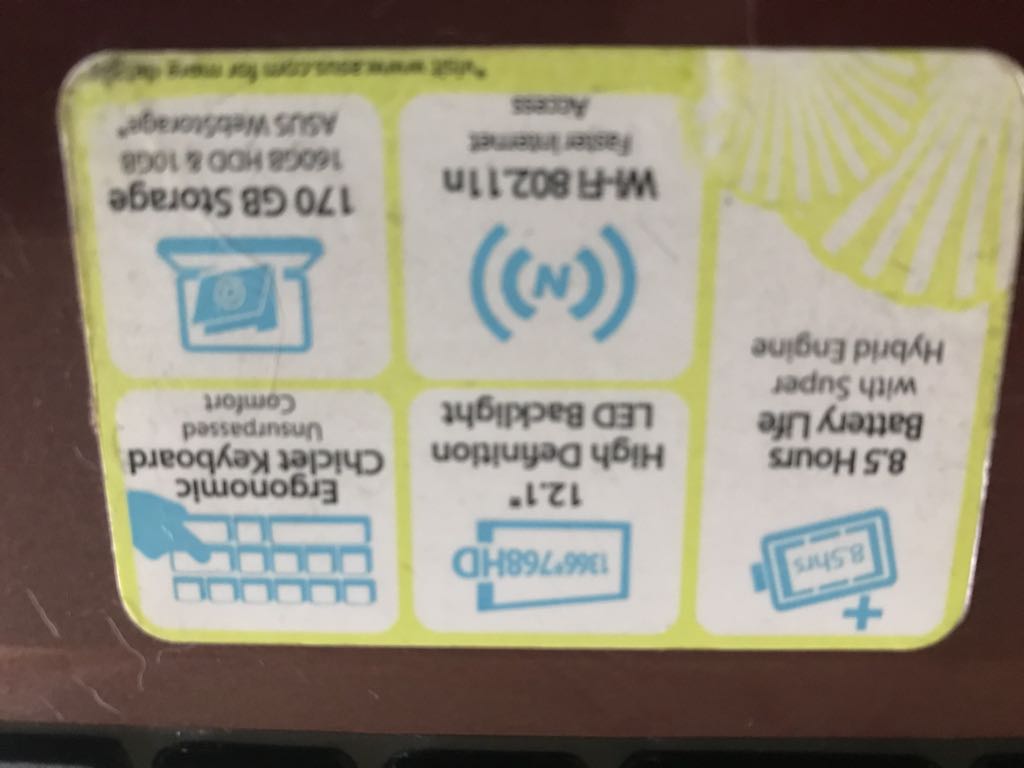 8.5hrs
8.5 Hours
Battery Life
with Super
Hybrid Engine
1366*768HD
12.1"
High Definition
LED Backlight
Ergonomic
Chiclet Keyboard
Unsurpassed
Comfort
N
Wi-Fi 802.11n
Faster Internet
Access
170 GB Storage
160GB HDD & 10GB
ASUS WebStorage*
*visit www.asus.com for many